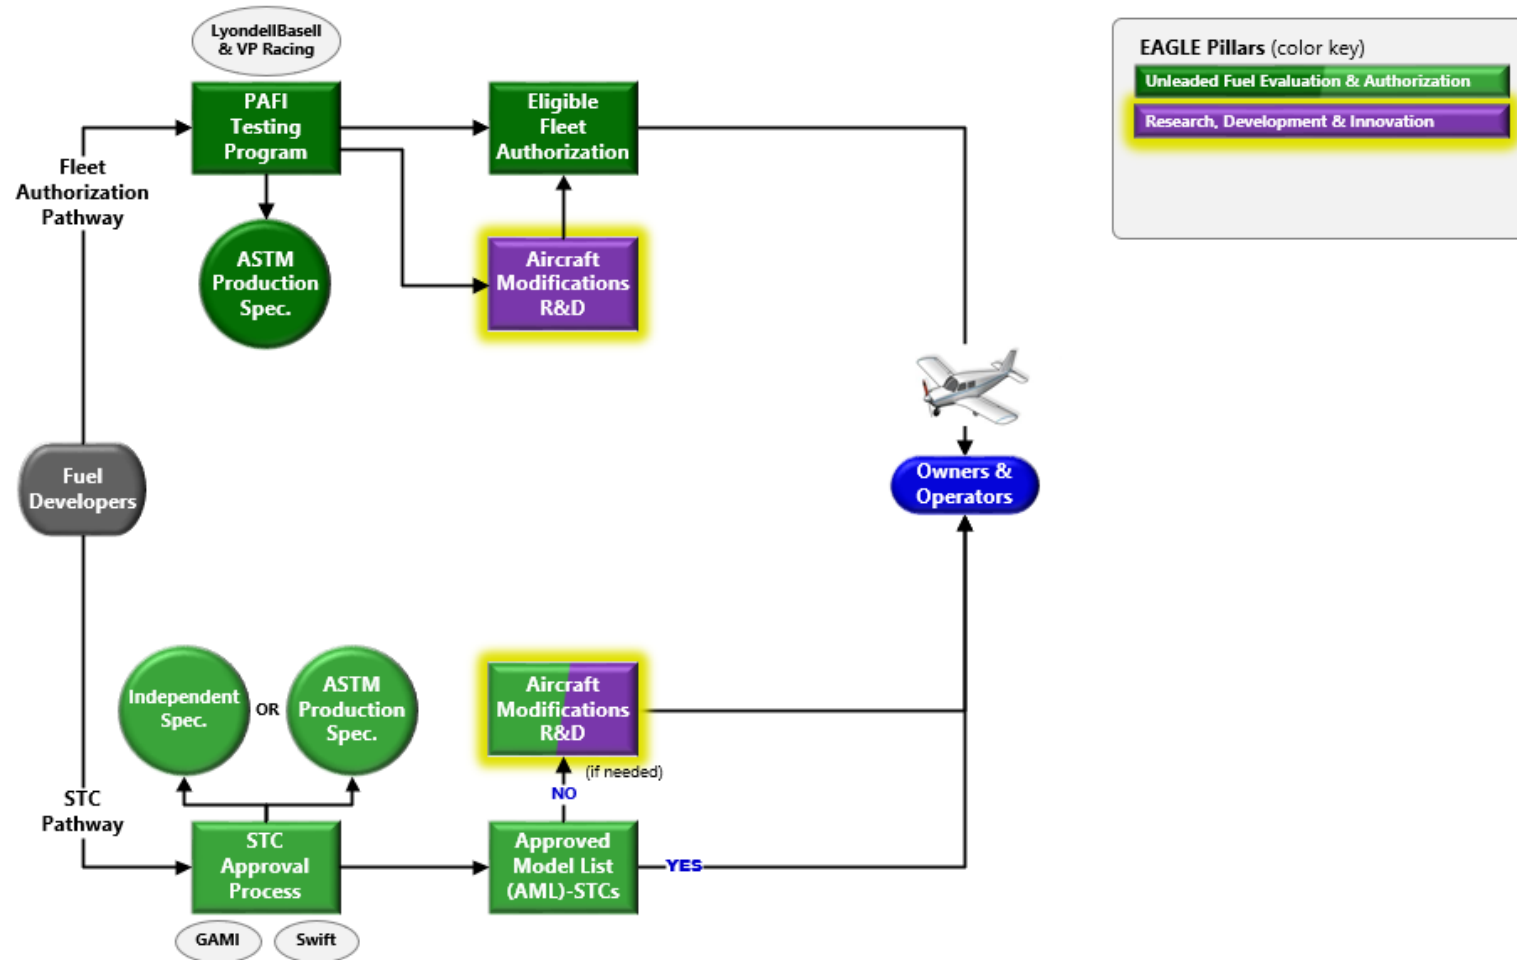 LyondellBasell
& VP Racing
PAFI
Testing
Program
Eligible
Fleet
Authorization
Fleet
Authorization
Pathway
ASTM
Production
Spec.
Aircraft
Modifications
R&D
EAGLE Pillars (color key)
Unleaded Fuel Evaluation & Authorization
Research, Development & Innovation
Fuel
Developers
Owners &
Operators
Independent
Spec.
OR
ASTM
Production
Spec.
Aircraft
Modifications
R&D
(if needed)
NO
STC
Pathway
STC
Approval
Process
Approved
Model List
(AML)-STCs
YES
GAMI
Swift